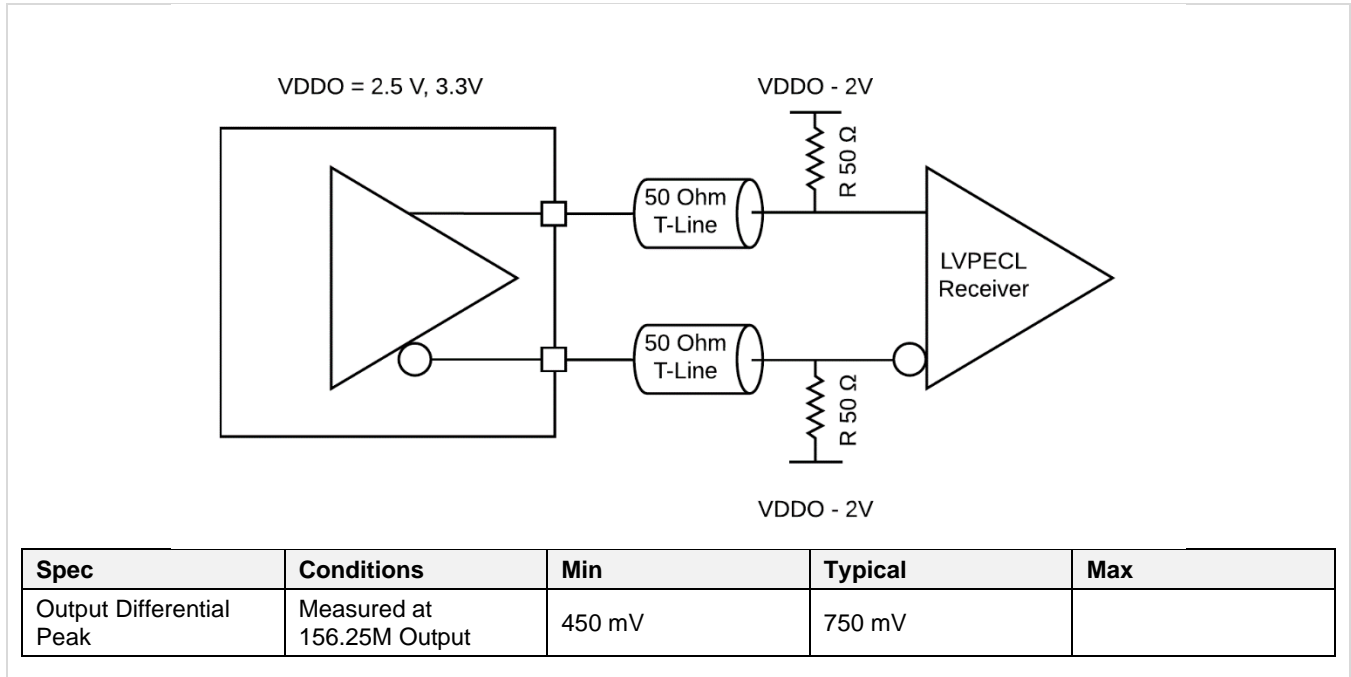 VDDO = 2.5 V, 3.3V
VDDO - 2V
R 50 Ω
50 Ohm
T-Line
LVPECL
Receiver
50 Ohm
T-Line
R 50 Ω
VDDO - 2V
Spec Conditions Min Typical Max
Output Differential Peak Measured at 156.25M Output 450 mV 750 mV